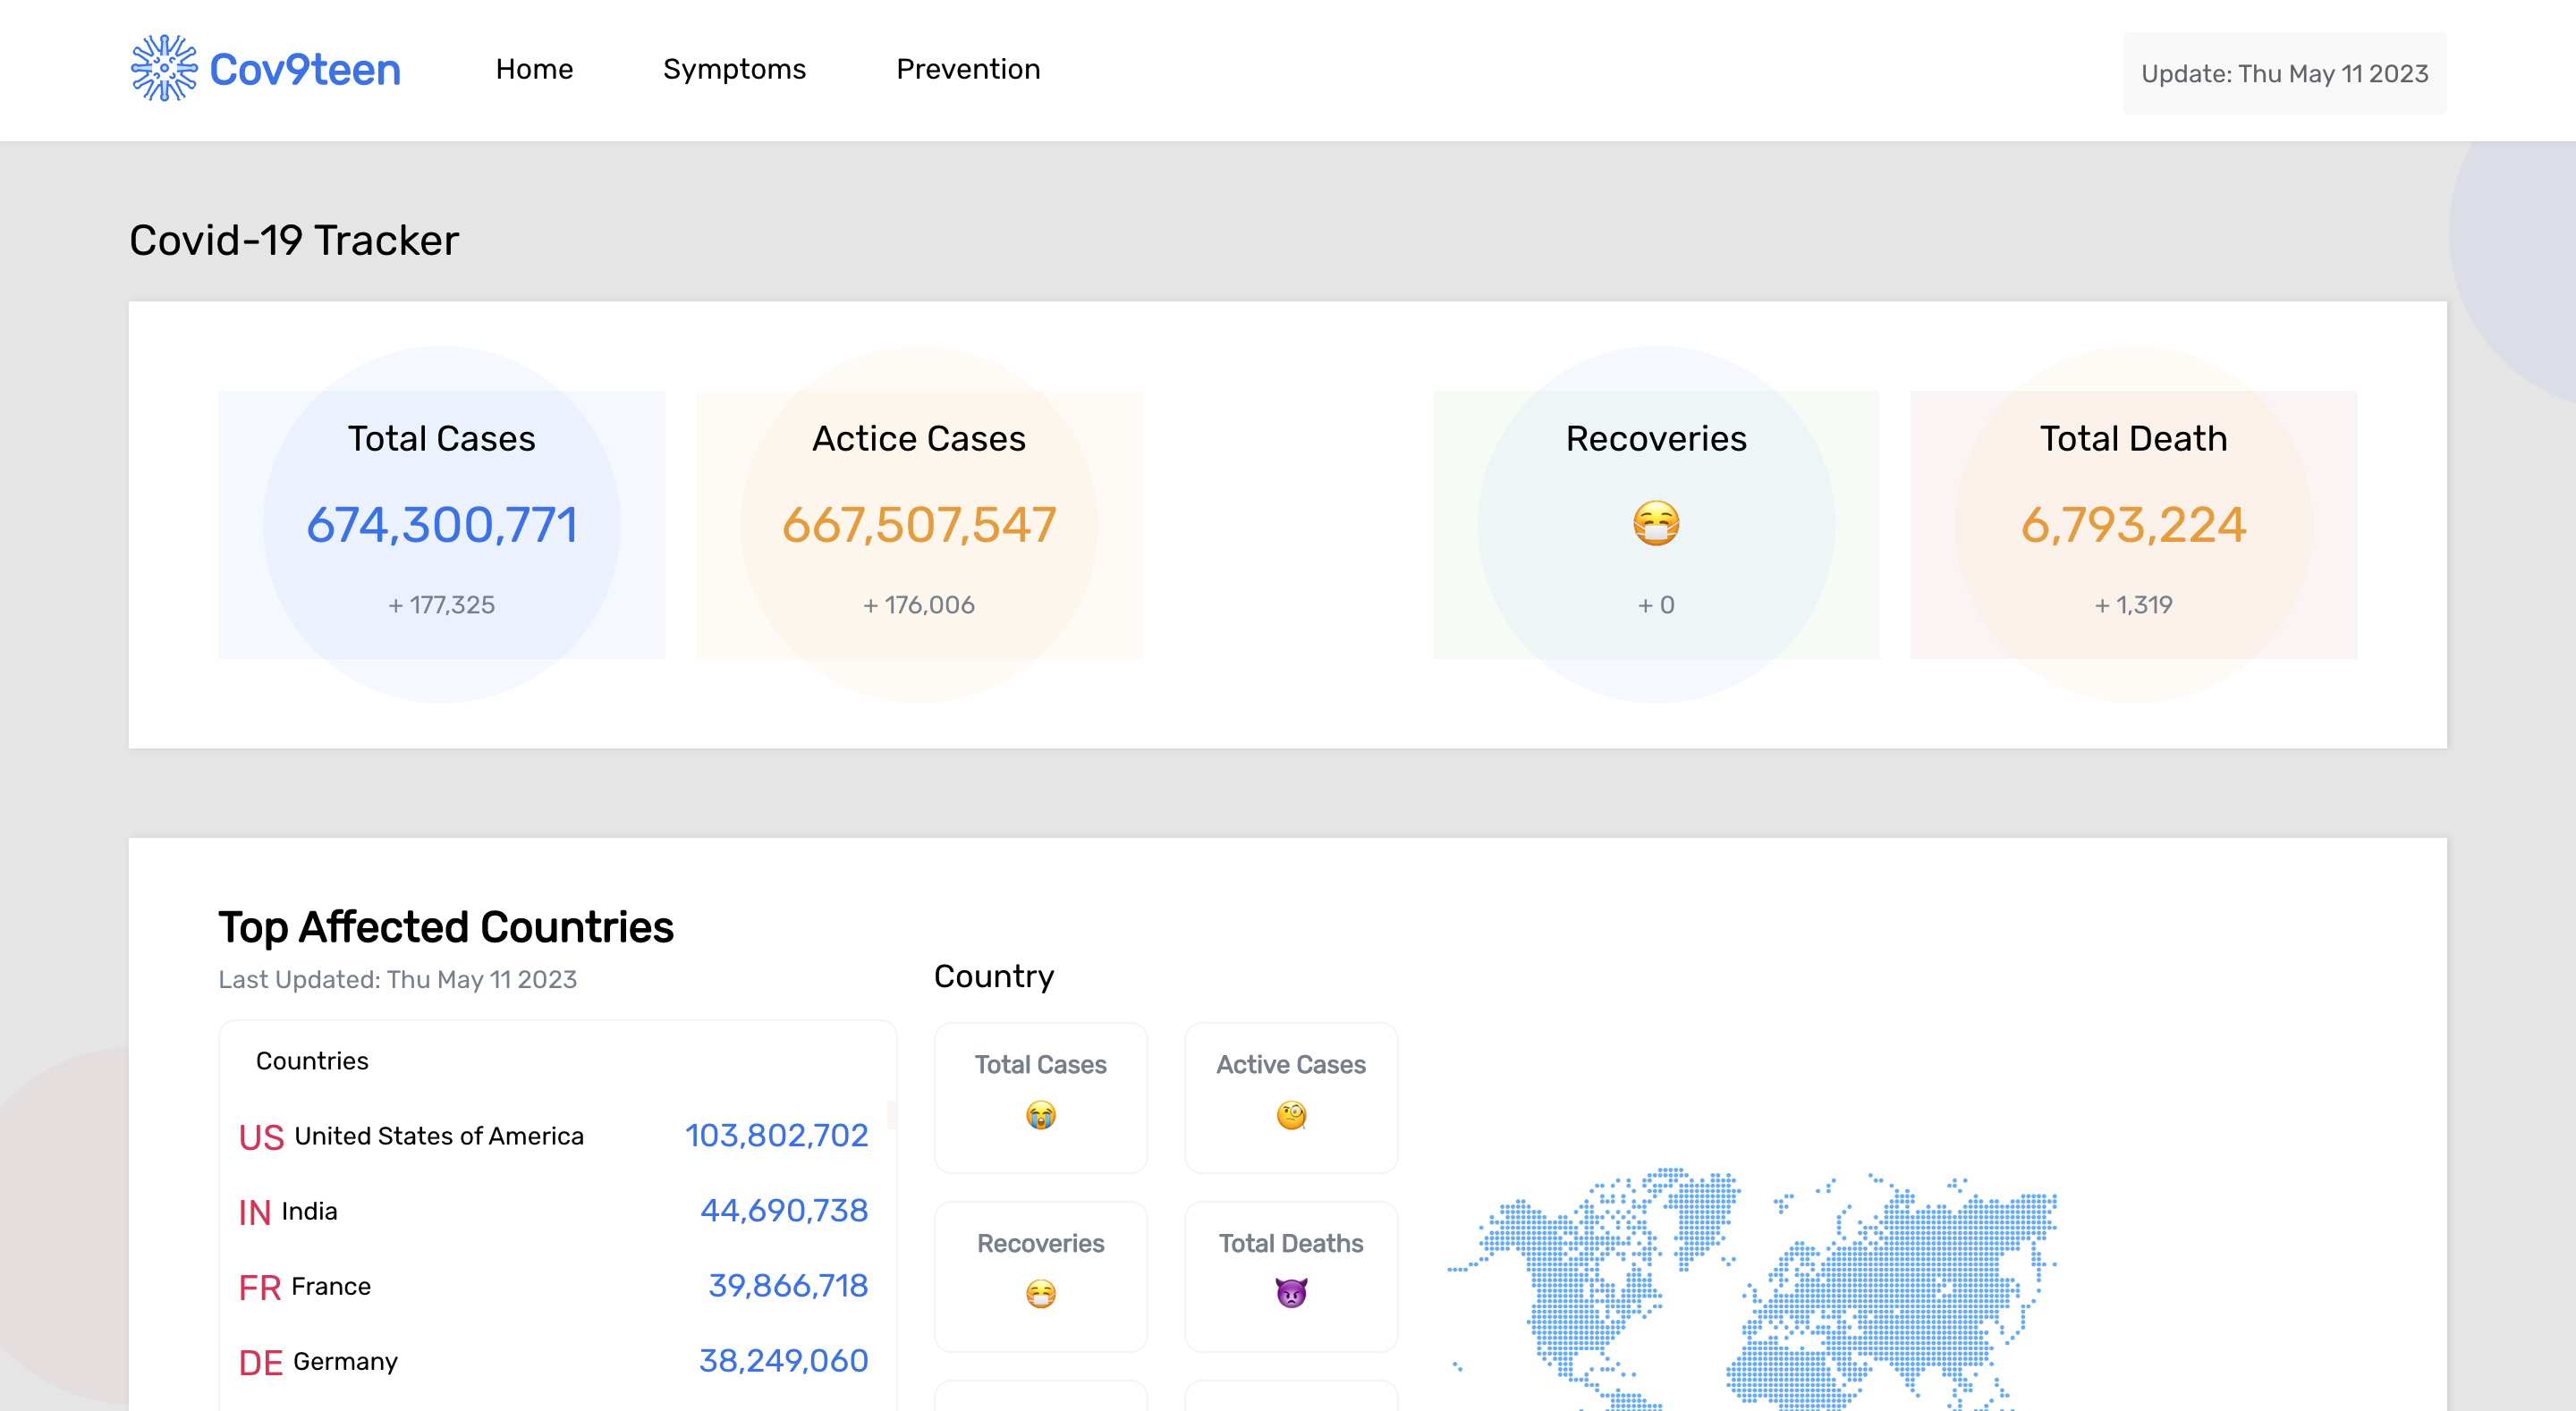 Cov9teen
Home
Symptoms
Prevention
Update: Thu May 11 2023
Covid-19 Tracker
Total Cases
674,300,771
+ 177,325
Actice Cases
667,507,547
+ 176,006
Recoveries
+ 0
Total Death
6,793,224
+ 1,319
Top Affected Countries
Last Updated: Thu May 11 2023
Countries
US United States of America 103,802,702
IN India 44,690,738
FR France 39,866,718
DE Germany 38,249,060
Country
Total Cases
Active Cases
Recoveries
Total Deaths